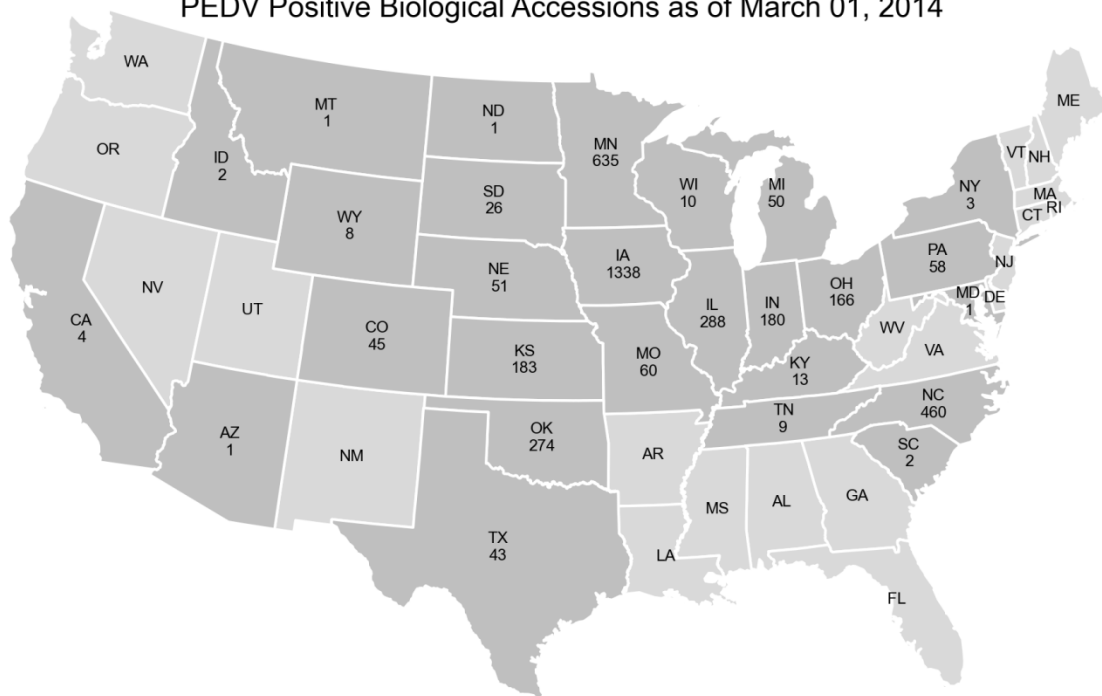 PEDV Positive Biological Accessions as of March 01, 2014
WA
ME
MT
1
ND
1
OR
MN
635
VT
NH
ID
2
WI
10
MI
50
NY
3
MA
SD
26
RI
CT
WY
8
IA
1338
PA
58
NE
51
NJ
OH
166
NV
MD
1
DE
UT
IL
288
IN
180
CA
4
CO
45
WV
VA
KS
183
MO
60
KY
13
NC
460
TN
9
AZ
1
OK
274
NM
AR
SC
2
MS
AL
GA
TX
43
LA
FL